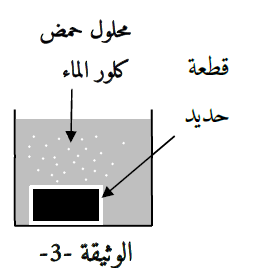 محلول حمض
كلور الماء
قطعة
حديد
الوثيقة -3-